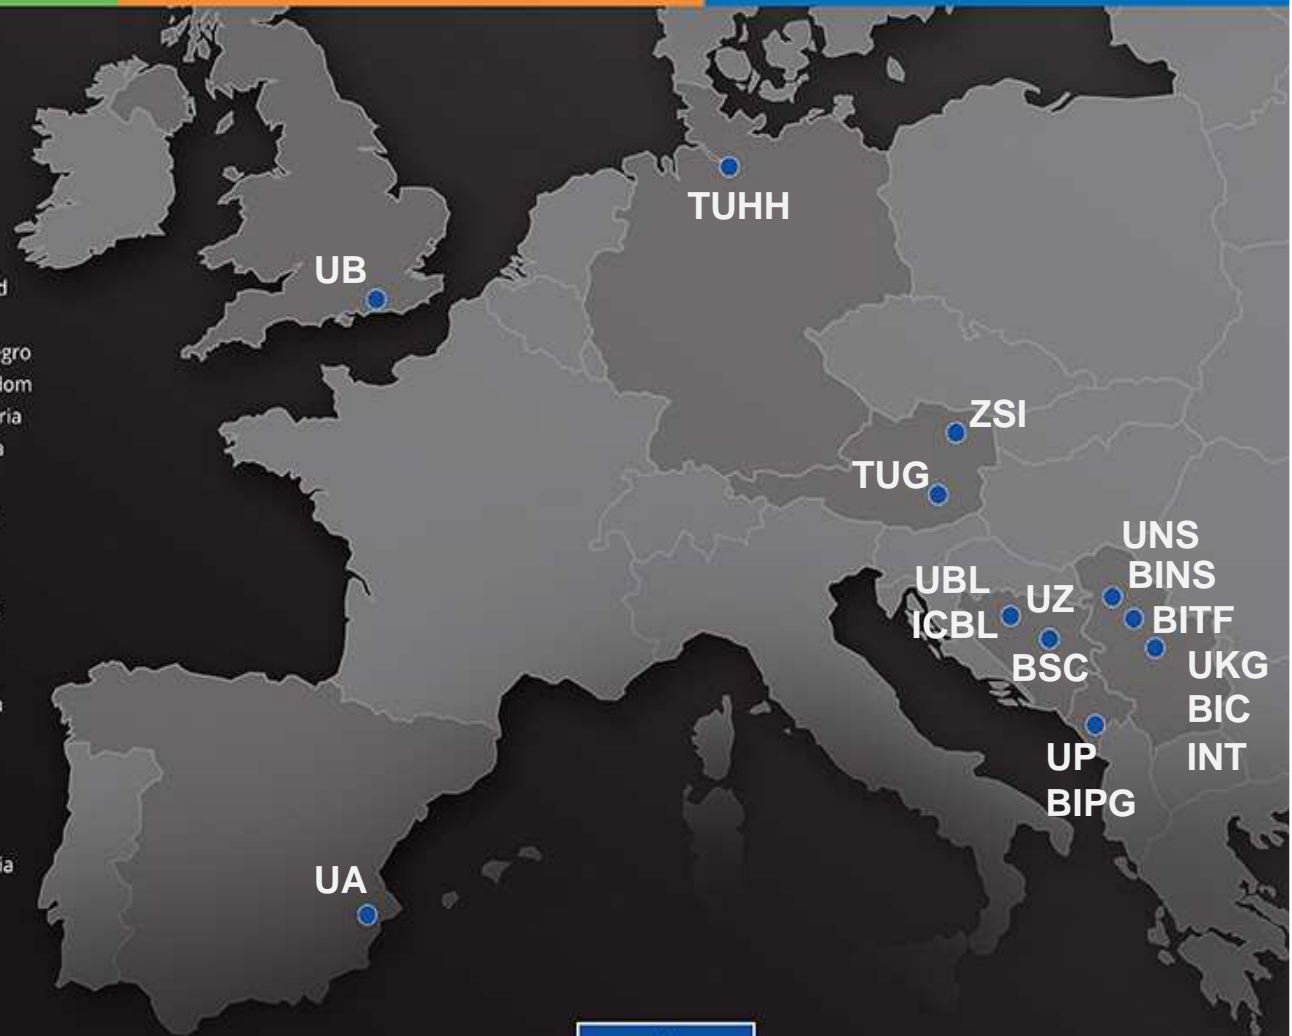 TUHH
UB
ZSI
TUG
UNS
BINS
UBL
UZ
ICBL
BITF
BSC
UKG
BIC
UP
INT
BIPG
UA